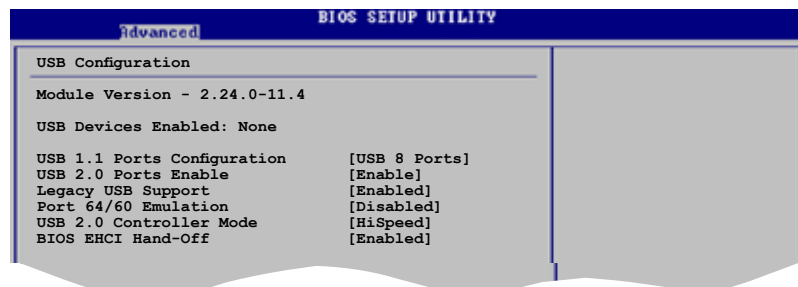 BIOS SETUP UTILITY
Advanced
USB Configuration
Module Version - 2.24.0-11.4
USB Devices Enabled: None
USB 1.1 Ports Configuration [USB 8 Ports]
USB 2.0 Ports Enable [Enable]
Legacy USB Support [Enabled]
Port 64/60 Emulation [Disabled]
USB 2.0 Controller Mode [HiSpeed]
BIOS EHCI Hand-Off [Enabled]